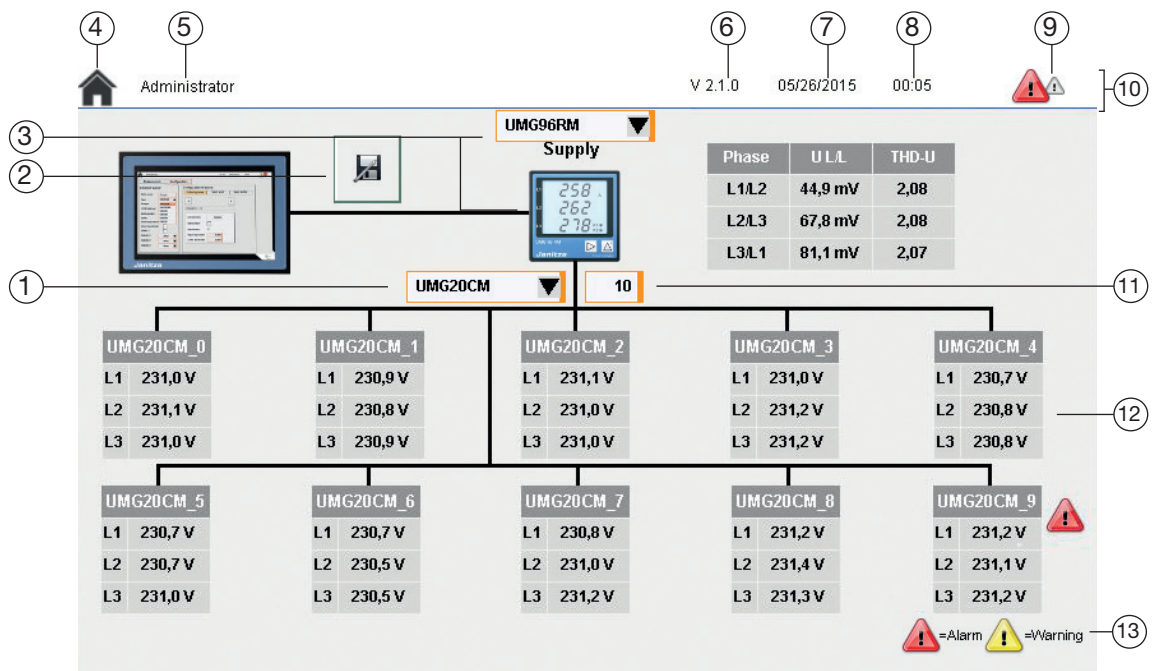 4 5 6 7 8 9
Administrator V 2.1.0 05/26/2015 00:05 10
3 UMG96RM
Supply
2
258
262
278
Janitza
Janitza
Phase U L/L THD-U
L1/L2 44,9 mV 2,08
L2/L3 67,8 mV 2,08
L3/L1 81,1 mV 2,07
1 UMG20CM 10 11
UMG20CM_0 UMG20CM_1 UMG20CM_2 UMG20CM_3 UMG20CM_4
L1 231,0 V L1 230,9 V L1 231,1 V L1 231,0 V L1 230,7 V
L2 231,1 V L2 230,8 V L2 231,0 V L2 231,2 V L2 230,8 V 12
L3 231,0 V L3 230,9 V L3 231,0 V L3 231,2 V L3 230,8 V
UMG20CM_5 UMG20CM_6 UMG20CM_7 UMG20CM_8 UMG20CM_9
L1 230,7 V L1 230,7 V L1 230,8 V L1 231,2 V L1 231,2 V
L2 230,7 V L2 230,5 V L2 231,0 V L2 231,4 V L2 231,1 V
L3 231,0 V L3 230,5 V L3 231,2 V L3 231,3 V L3 231,2 V
=Alarm =Warning 13